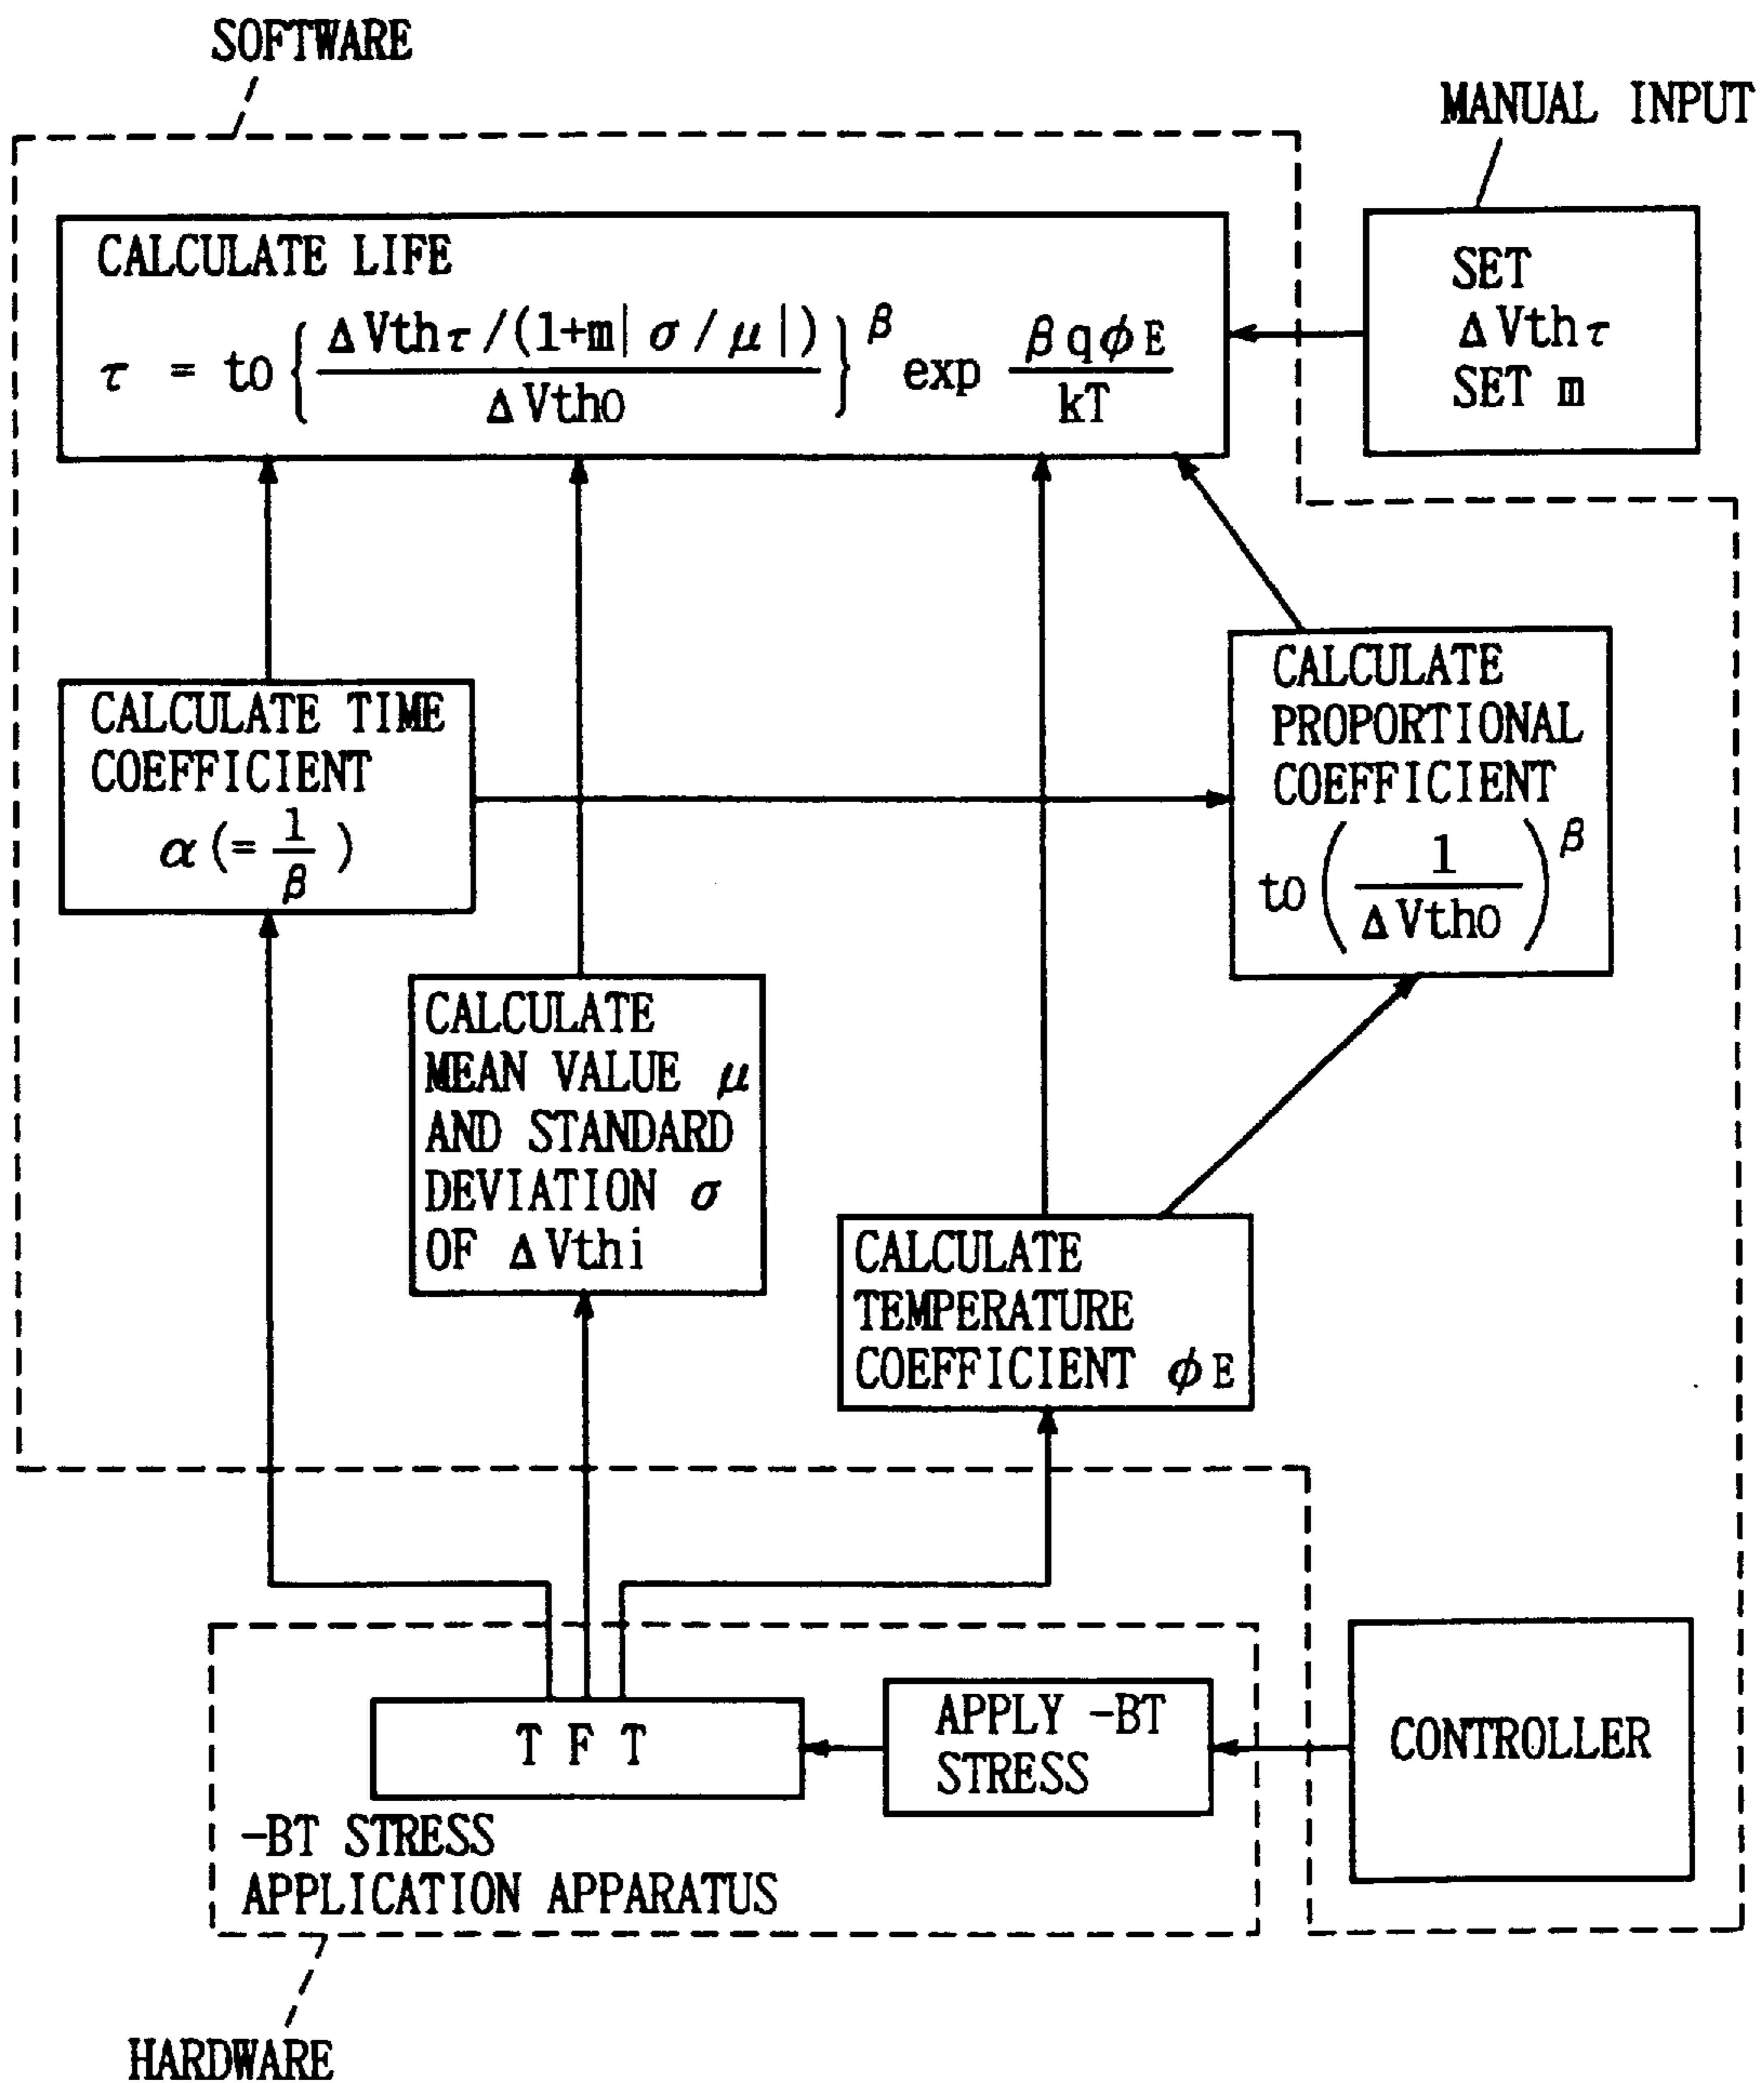 SOFTWARE
MANUAL INPUT
CALCULATE LIFE
τ = to { ΔVthτ/(1+m|σ/μ|) / ΔVtho }^β exp βqφE / kT
SET
ΔVthτ
SET m
CALCULATE TIME
COEFFICIENT
α (= 1/β )
CALCULATE
PROPORTIONAL
COEFFICIENT
to ( 1 / ΔVtho )^β
CALCULATE
MEAN VALUE μ
AND STANDARD
DEVIATION σ
OF ΔVthi
CALCULATE
TEMPERATURE
COEFFICIENT φE
TFT
APPLY -BT
STRESS
CONTROLLER
-BT STRESS
APPLICATION APPARATUS
HARDWARE